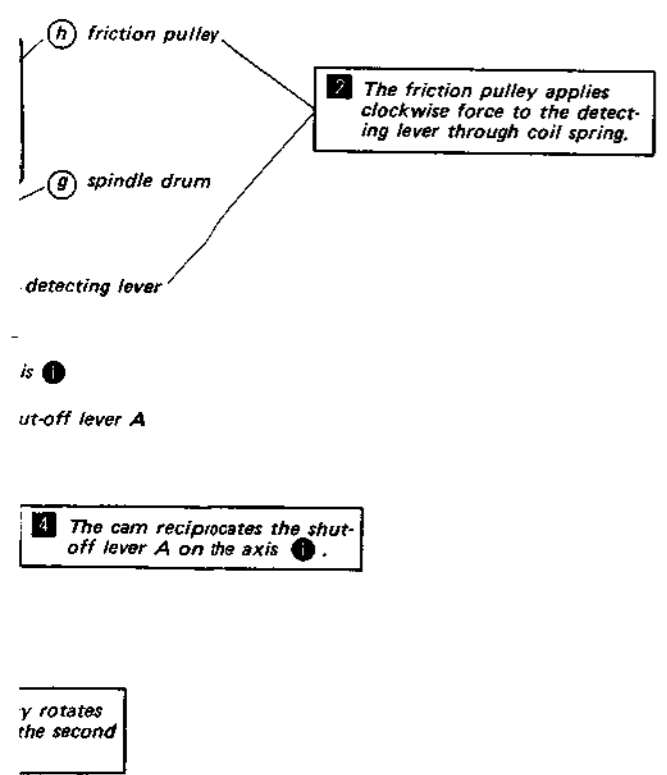 h friction pulley
2 The friction pulley applies
clockwise force to the detect-
ing lever through coil spring.
g spindle drum
detecting lever
is i
ut-off lever A
4 The cam reciprocates the shut-
off lever A on the axis i .
y rotates
the second